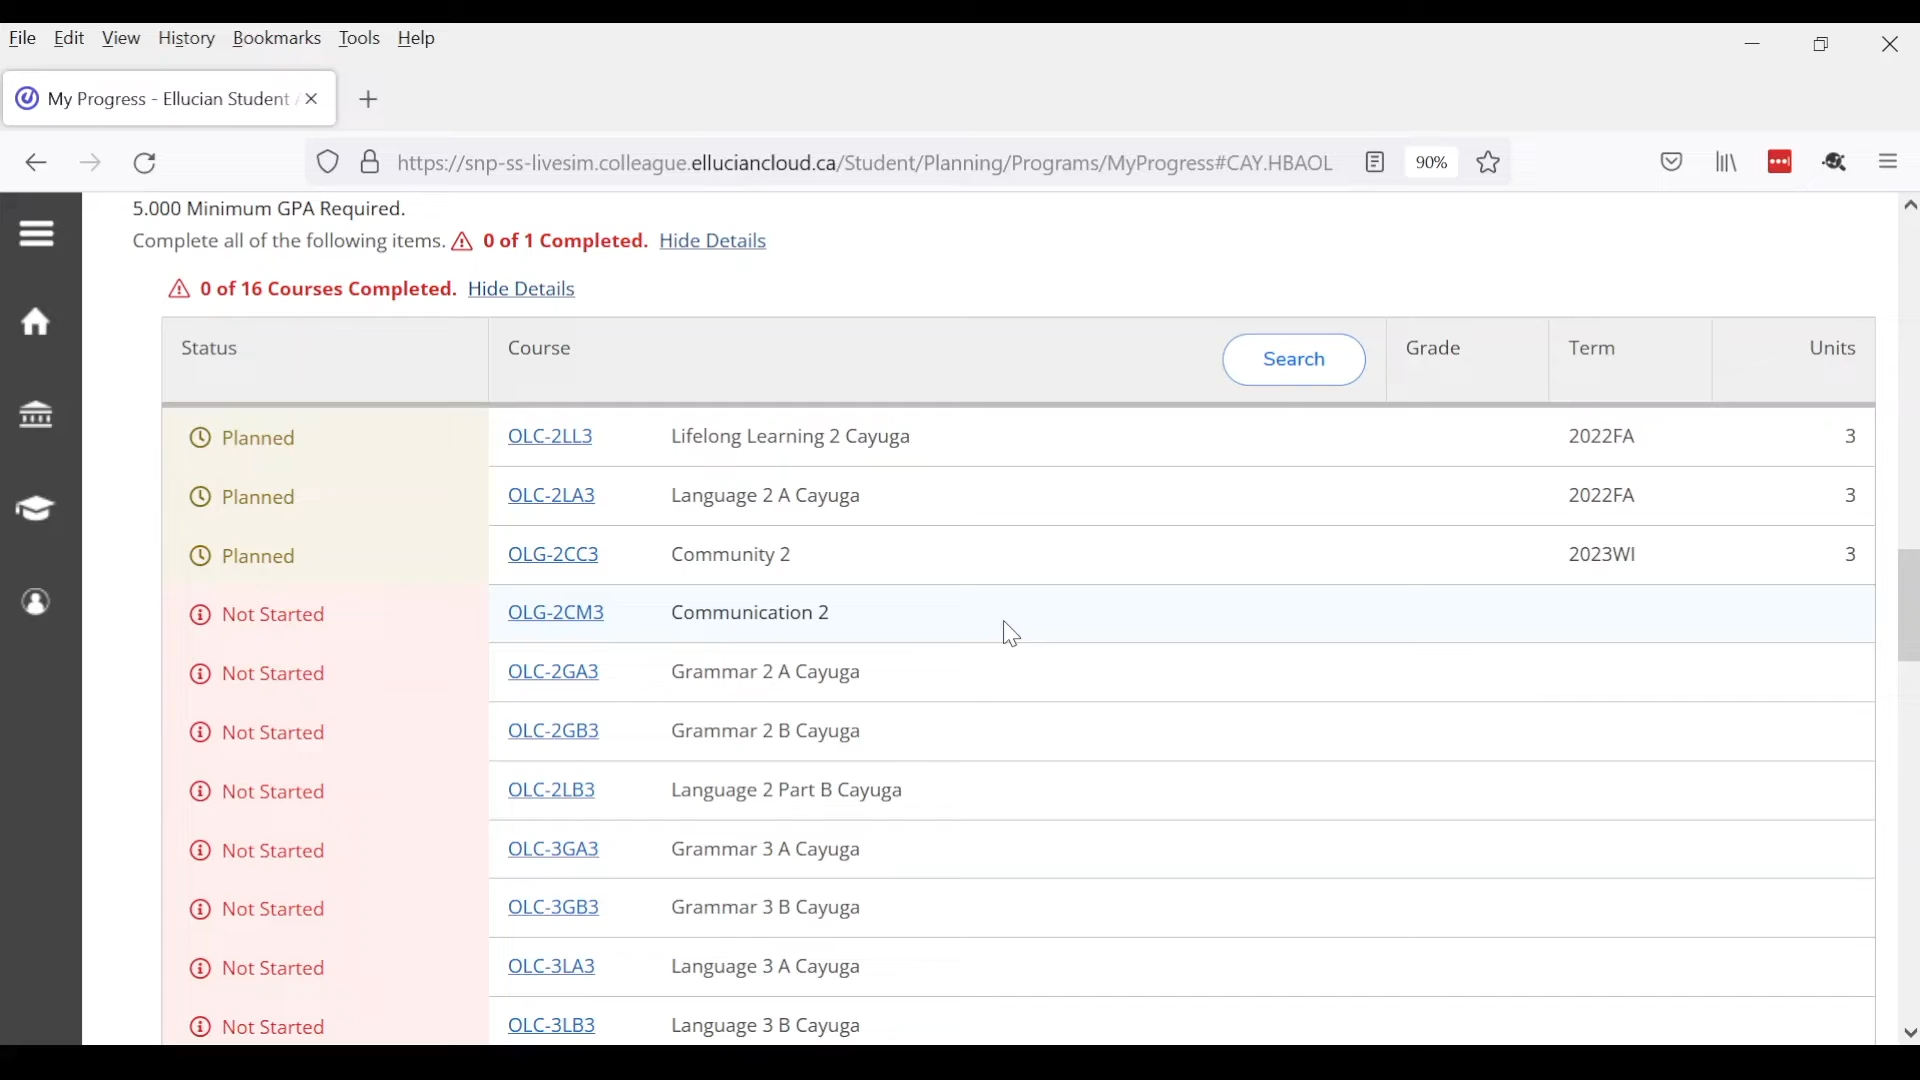 File Edit View History Bookmarks Tools Help
My Progress - Ellucian Student
https://snp-ss-livesim.colleague.elluciancloud.ca/Student/Planning/Programs/MyProgress#CAY.HBAOL 90%
5.000 Minimum GPA Required.
Complete all of the following items. 0 of 1 Completed. Hide Details
0 of 16 Courses Completed. Hide Details
Status Course Search Grade Term Units
Planned OLC-2LL3 Lifelong Learning 2 Cayuga 2022FA 3
Planned OLC-2LA3 Language 2 A Cayuga 2022FA 3
Planned OLG-2CC3 Community 2 2023WI 3
Not Started OLG-2CM3 Communication 2
Not Started OLC-2GA3 Grammar 2 A Cayuga
Not Started OLC-2GB3 Grammar 2 B Cayuga
Not Started OLC-2LB3 Language 2 Part B Cayuga
Not Started OLC-3GA3 Grammar 3 A Cayuga
Not Started OLC-3GB3 Grammar 3 B Cayuga
Not Started OLC-3LA3 Language 3 A Cayuga
Not Started OLC-3LB3 Language 3 B Cayuga